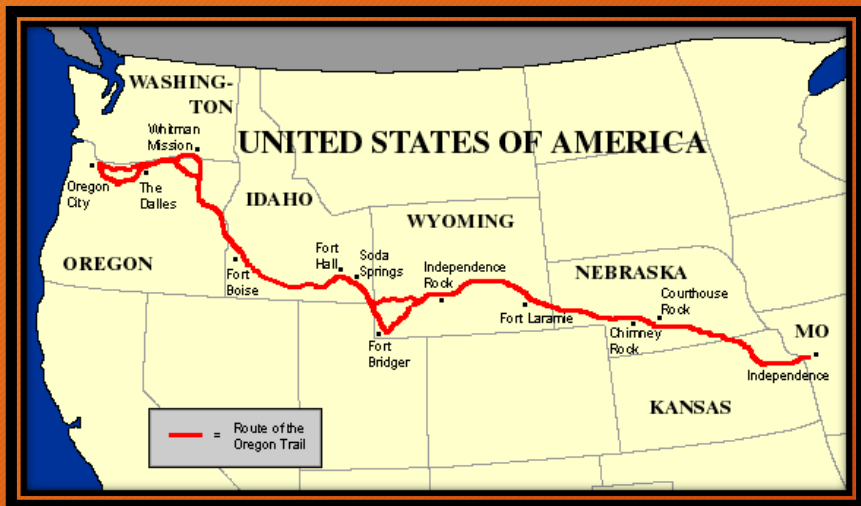 WASHING-
TON
Whitman
Mission
UNITED STATES OF AMERICA
Oregon
City
The
Dalles
IDAHO
WYOMING
OREGON
Fort
Boise
Fort
Hall
Soda
Springs
Independence
Rock
NEBRASKA
Courthouse
Rock
Fort Laramie
Chimney
Rock
MO
Fort
Bridger
Independence
KANSAS
= Route of the
Oregon Trail